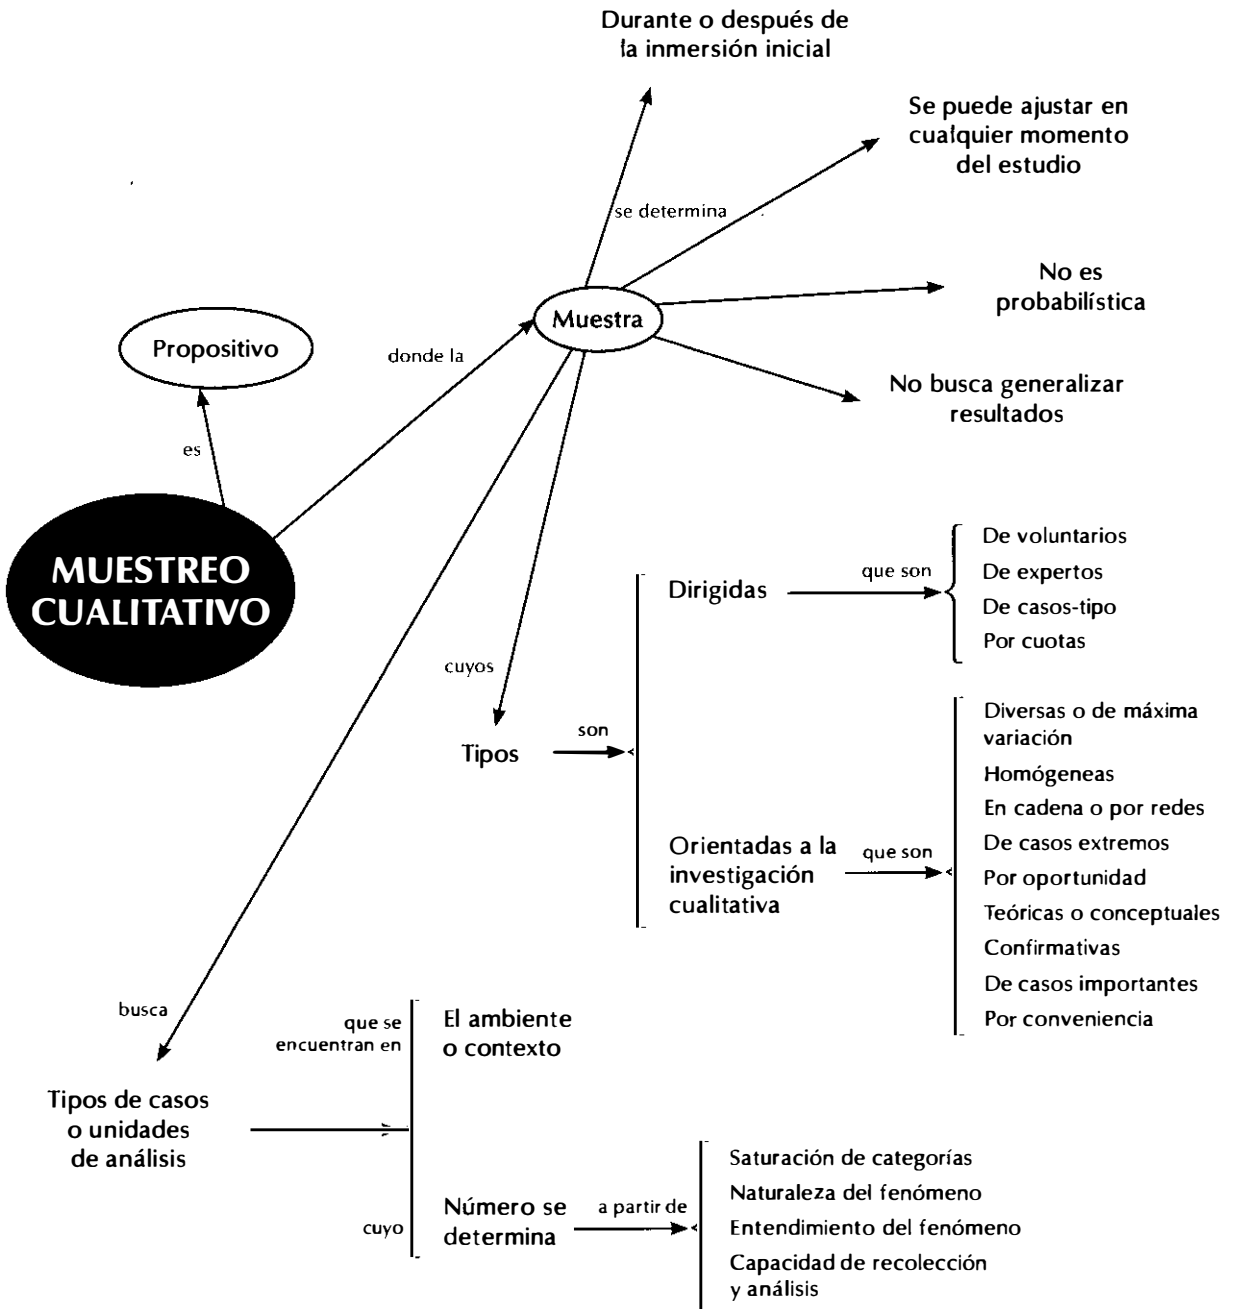 Durante o después de
la inmersión inicial
Se puede ajustar en
cualquier momento
del estudio
se determina
No es
probabilística
Muestra
Propositivo
donde la
No busca generalizar
resultados
es
MUESTREO
CUALITATIVO
De voluntarios
Dirigidas
que son
De expertos
De casos-tipo
Por cuotas
cuyos
Tipos
son
Diversas o de máxima
variación
Homógeneas
En cadena o por redes
Orientadas a la
investigación
cualitativa
que son
De casos extremos
Por oportunidad
Teóricas o conceptuales
Confirmativas
De casos importantes
Por conveniencia
busca
que se
encuentran en
El ambiente
o contexto
Tipos de casos
o unidades
de análisis
cuyo
Número se
determina
a partir de
Saturación de categorías
Naturaleza del fenómeno
Entendimiento del fenómeno
Capacidad de recolección
y análisis